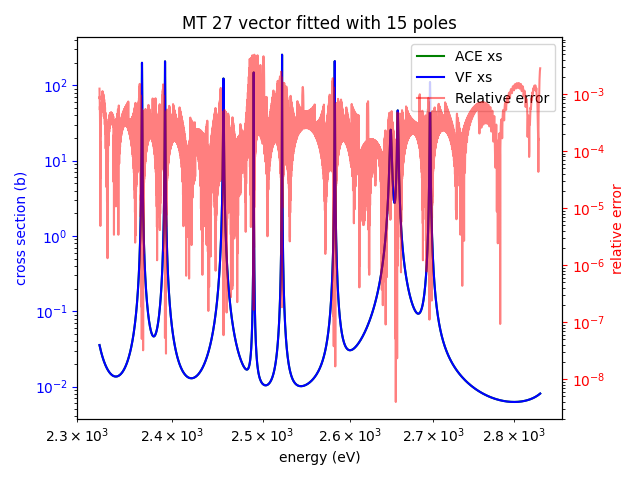 MT 27 vector fitted with 15 poles
ACE xs
VF xs
Relative error
cross section (b)
10²
10¹
10⁰
10⁻¹
10⁻²
10⁻³
10⁻⁴
10⁻⁵
10⁻⁶
10⁻⁷
10⁻⁸
relative error
2.3 × 10³ 2.4 × 10³ 2.5 × 10³ 2.6 × 10³ 2.7 × 10³ 2.8 × 10³
energy (eV)